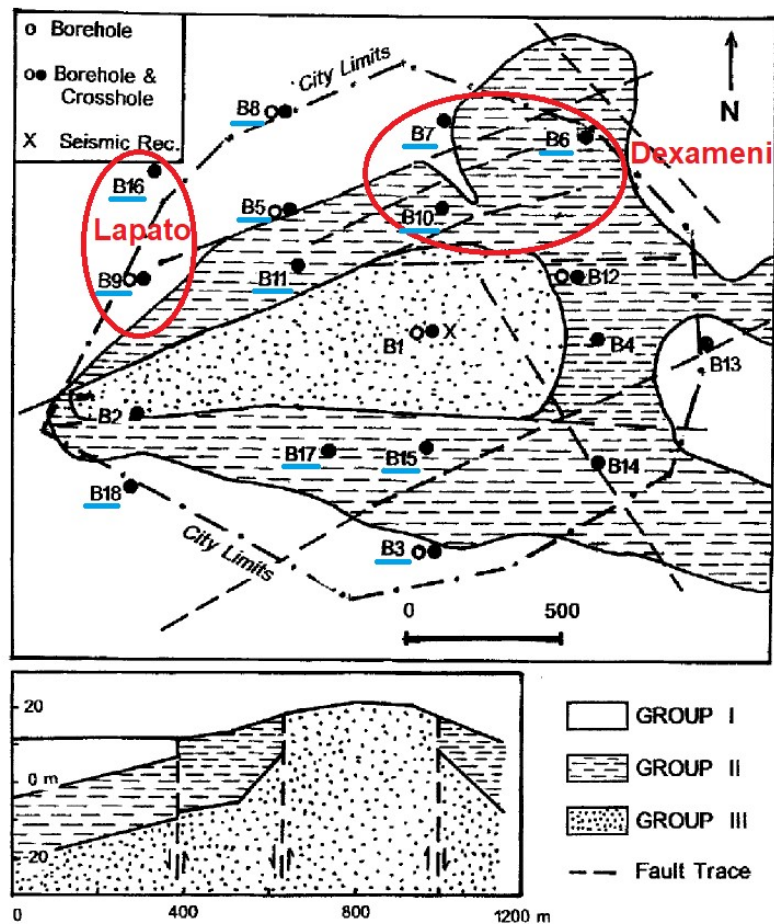 Borehole
Borehole &
Crosshole
X Seismic Rec.
City Limits
N
B8
B7
B6
Dexameni
B16
B5
B10
Lapato
B9
B11
B12
B1
X
B4
B13
B2
B17
B15
B14
B18
B3
City Limits
0 500
20
0 m
20
0 400 800 1200 m
GROUP I
GROUP II
GROUP III
Fault Trace